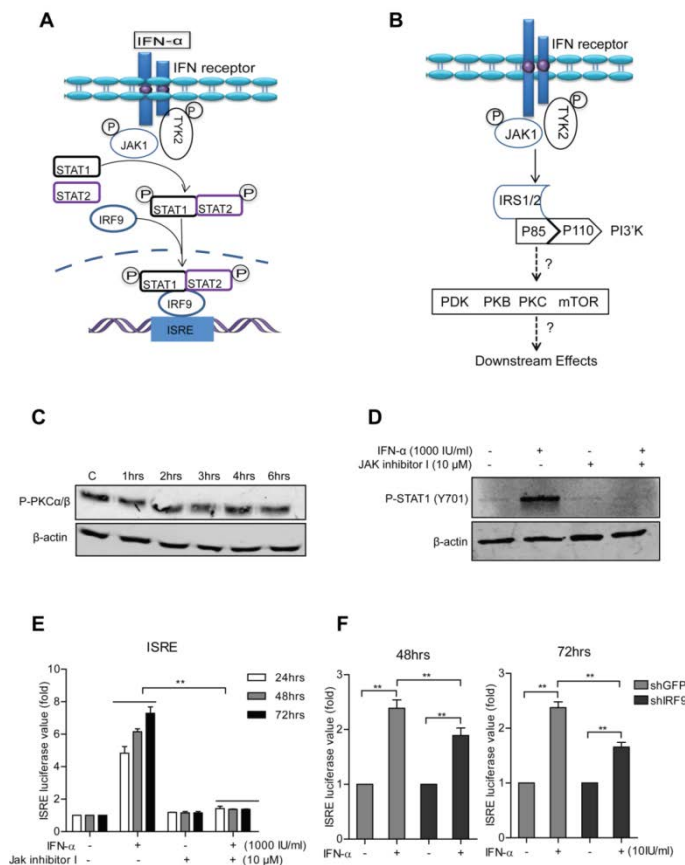 A
IFN-α
IFN receptor
P
P
JAK1
TYK2
STAT1
STAT2
IRF9
P
P
STAT1
STAT2
P
P
STAT1
STAT2
IRF9
ISRE
B
IFN receptor
P
P
JAK1
TYK2
IRS1/2
P85
P110
PI3'K
?
PDK PKB PKC mTOR
?
Downstream Effects
C
C 1hrs 2hrs 3hrs 4hrs 6hrs
P-PKCα/β
β-actin
D
IFN-α (1000 IU/ml) - + - +
JAK inhibitor I (10 μM) - - + +
P-STAT1 (Y701)
β-actin
E
ISRE
ISRE luciferase value (fold)
10
8
6
4
2
0
**
24hrs
48hrs
72hrs
IFN-α - + - + (1000 IU/ml)
Jak inhibitor I - - + + (10 μM)
F
48hrs
ISRE luciferase value (fold)
3
2
1
0
** ** **
IFN-α - + - +
72hrs
ISRE luciferase value (fold)
3
2
1
0
** ** **
- + - + (10IU/ml)
shGFP
shIRF9